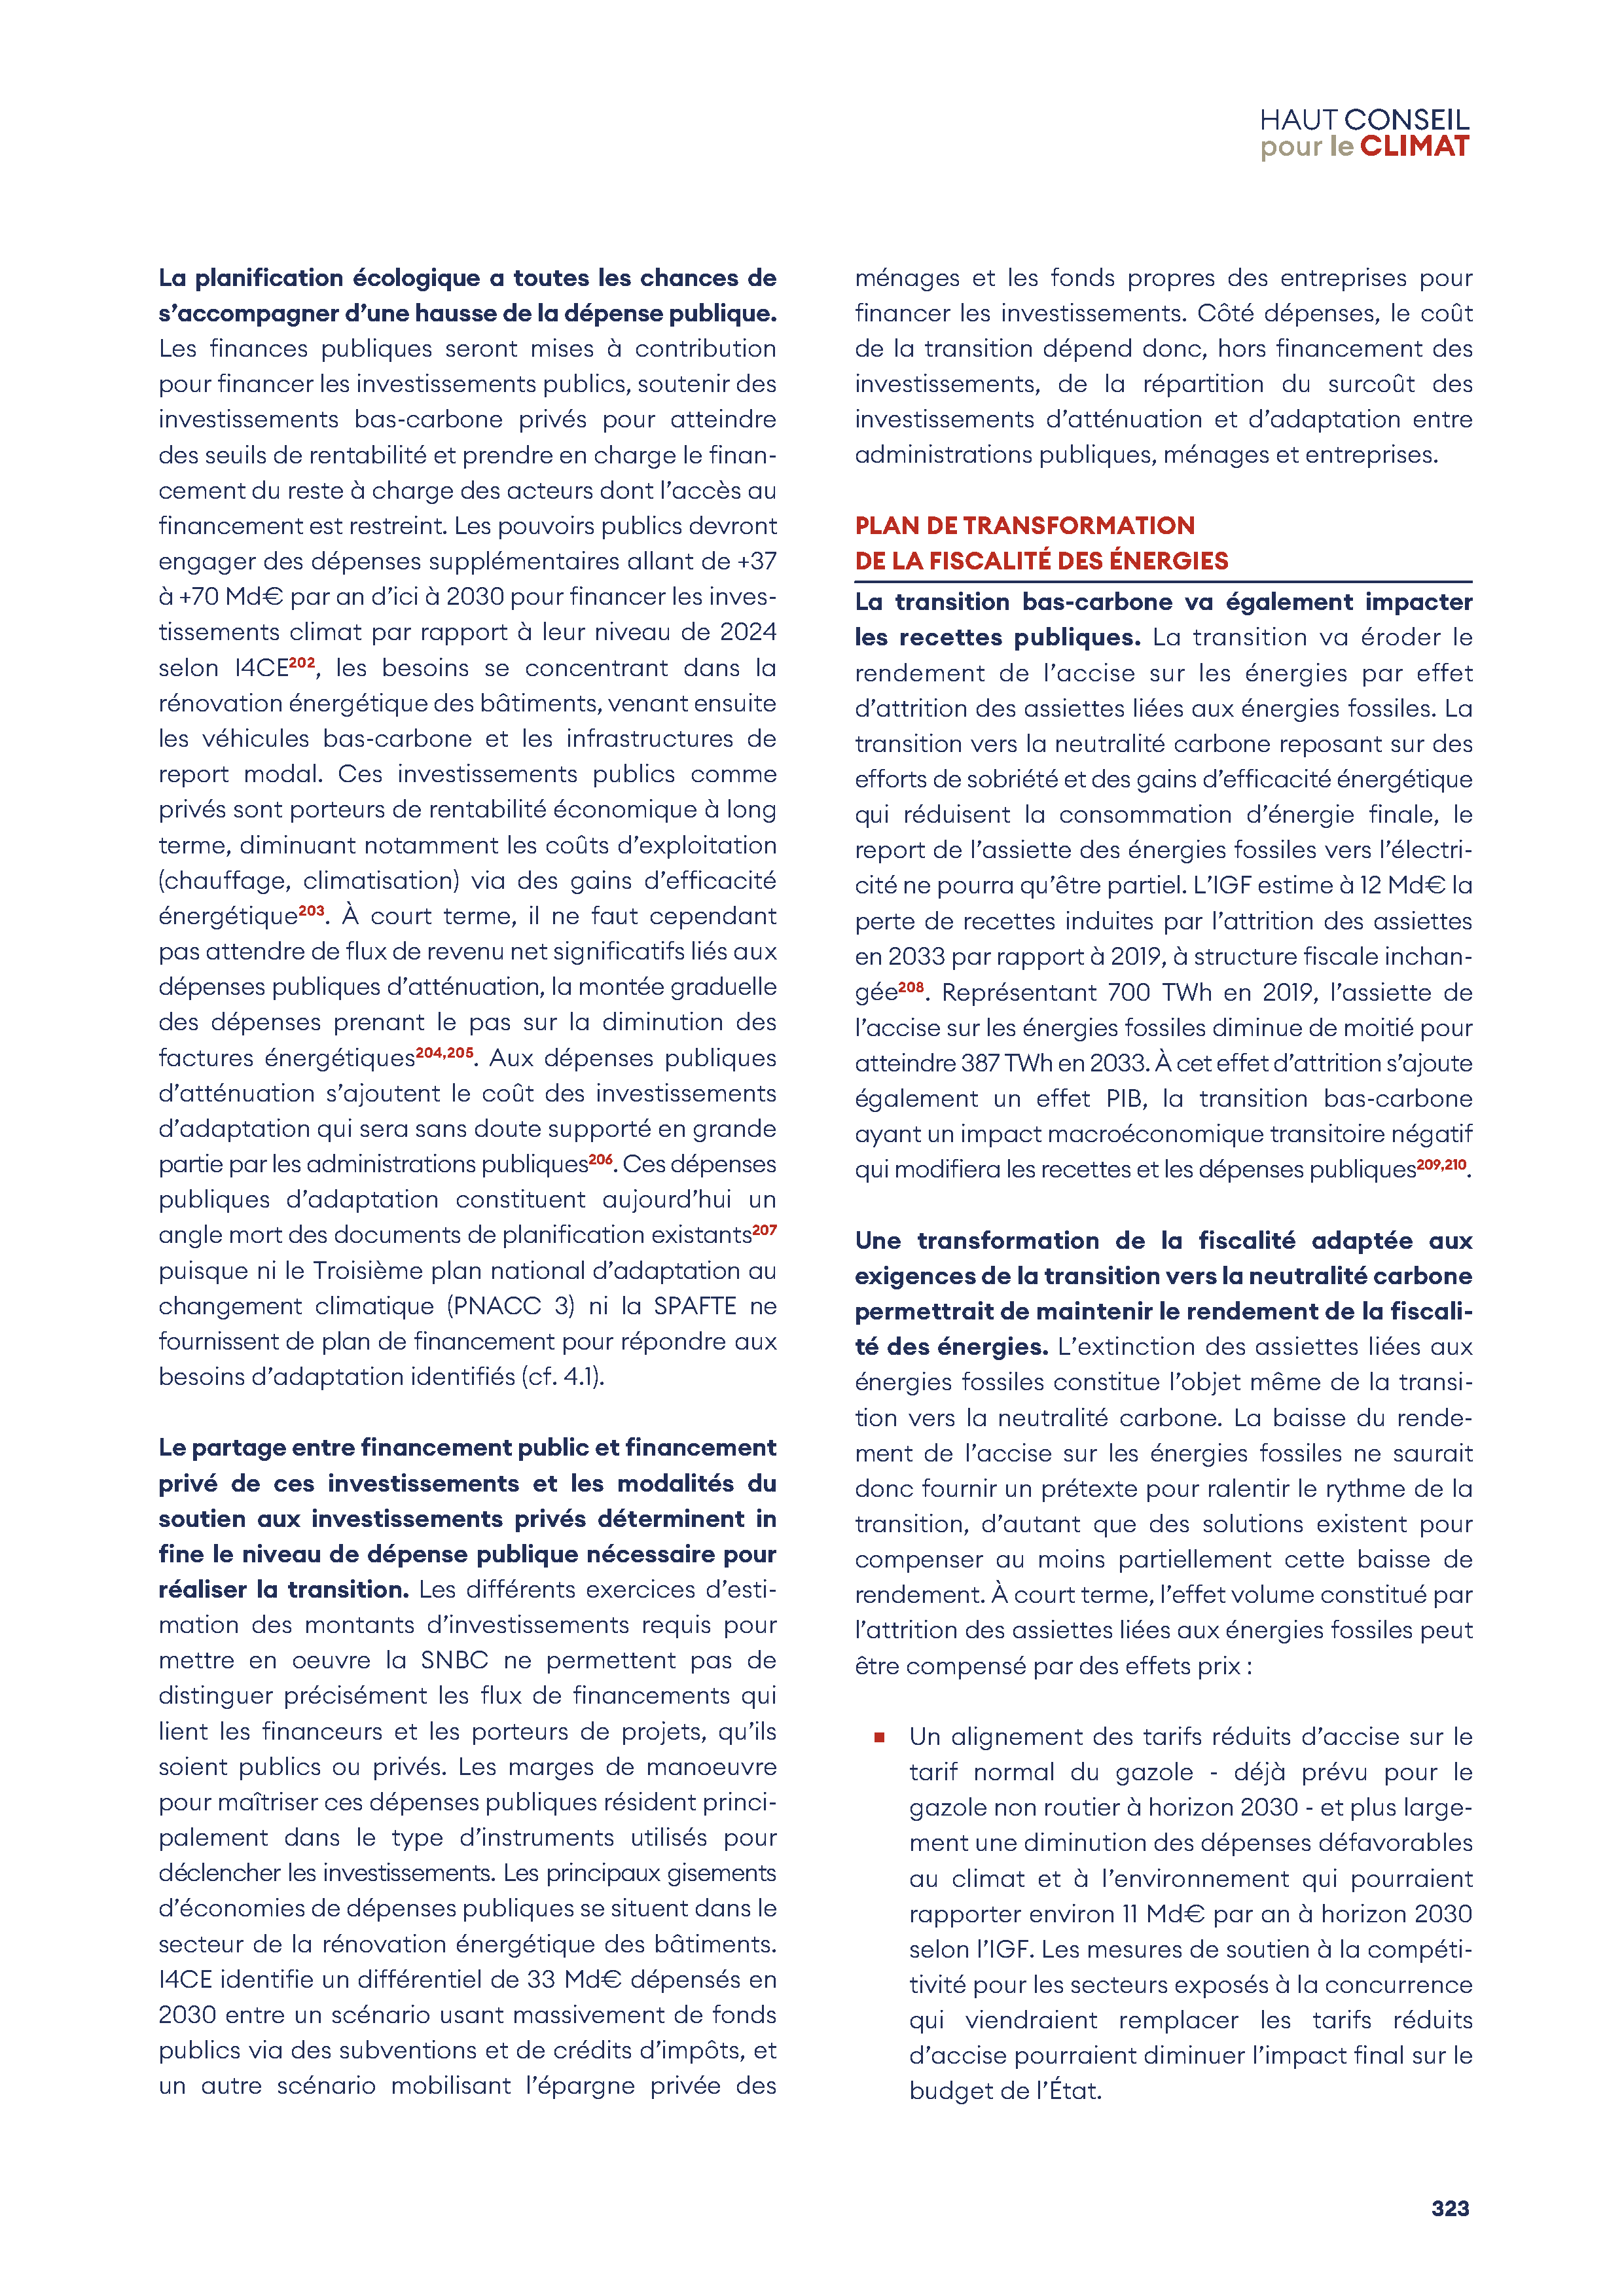 HAUT CONSEIL
pour le CLIMAT
La planification écologique a toutes les chances de
s’accompagner d’une hausse de la dépense publique.
Les finances publiques seront mises à contribution
pour financer les investissements publics, soutenir des
investissements bas-carbone privés pour atteindre
des seuils de rentabilité et prendre en charge le finan-
cement du reste à charge des acteurs dont l’accès au
financement est restreint. Les pouvoirs publics devront
engager des dépenses supplémentaires allant de +37
à +70 Md€ par an d’ici à 2030 pour financer les inves-
tissements climat par rapport à leur niveau de 2024
selon I4CE202, les besoins se concentrant dans la
rénovation énergétique des bâtiments, venant ensuite
les véhicules bas-carbone et les infrastructures de
report modal. Ces investissements publics comme
privés sont porteurs de rentabilité économique à long
terme, diminuant notamment les coûts d’exploitation
(chauffage, climatisation) via des gains d’efficacité
énergétique203. À court terme, il ne faut cependant
pas attendre de flux de revenu net significatifs liés aux
dépenses publiques d’atténuation, la montée graduelle
des dépenses prenant le pas sur la diminution des
factures énergétiques204,205. Aux dépenses publiques
d’atténuation s’ajoutent le coût des investissements
d’adaptation qui sera sans doute supporté en grande
partie par les administrations publiques206. Ces dépenses
publiques d’adaptation constituent aujourd’hui un
angle mort des documents de planification existants207
puisque ni le Troisième plan national d’adaptation au
changement climatique (PNACC 3) ni la SPAFTE ne
fournissent de plan de financement pour répondre aux
besoins d’adaptation identifiés (cf. 4.1).
Le partage entre financement public et financement
privé de ces investissements et les modalités du
soutien aux investissements privés déterminent in
fine le niveau de dépense publique nécessaire pour
réaliser la transition. Les différents exercices d’esti-
mation des montants d’investissements requis pour
mettre en oeuvre la SNBC ne permettent pas de
distinguer précisément les flux de financements qui
lient les financeurs et les porteurs de projets, qu’ils
soient publics ou privés. Les marges de manoeuvre
pour maîtriser ces dépenses publiques résident princi-
palement dans le type d’instruments utilisés pour
déclencher les investissements. Les principaux gisements
d’économies de dépenses publiques se situent dans le
secteur de la rénovation énergétique des bâtiments.
I4CE identifie un différentiel de 33 Md€ dépensés en
2030 entre un scénario usant massivement de fonds
publics via des subventions et de crédits d’impôts, et
un autre scénario mobilisant l’épargne privée des
ménages et les fonds propres des entreprises pour
financer les investissements. Côté dépenses, le coût
de la transition dépend donc, hors financement des
investissements, de la répartition du surcoût des
investissements d’atténuation et d’adaptation entre
administrations publiques, ménages et entreprises.
PLAN DE TRANSFORMATION
DE LA FISCALITÉ DES ÉNERGIES
La transition bas-carbone va également impacter
les recettes publiques. La transition va éroder le
rendement de l’accise sur les énergies par effet
d’attrition des assiettes liées aux énergies fossiles. La
transition vers la neutralité carbone reposant sur des
efforts de sobriété et des gains d’efficacité énergétique
qui réduisent la consommation d’énergie finale, le
report de l’assiette des énergies fossiles vers l’électri-
cité ne pourra qu’être partiel. L’IGF estime à 12 Md€ la
perte de recettes induites par l’attrition des assiettes
en 2033 par rapport à 2019, à structure fiscale inchan-
gée208. Représentant 700 TWh en 2019, l’assiette de
l’accise sur les énergies fossiles diminue de moitié pour
atteindre 387 TWh en 2033. À cet effet d’attrition s’ajoute
également un effet PIB, la transition bas-carbone
ayant un impact macroéconomique transitoire négatif
qui modifiera les recettes et les dépenses publiques209,210.
Une transformation de la fiscalité adaptée aux
exigences de la transition vers la neutralité carbone
permettrait de maintenir le rendement de la fiscali-
té des énergies. L’extinction des assiettes liées aux
énergies fossiles constitue l’objet même de la transi-
tion vers la neutralité carbone. La baisse du rende-
ment de l’accise sur les énergies fossiles ne saurait
donc fournir un prétexte pour ralentir le rythme de la
transition, d’autant que des solutions existent pour
compenser au moins partiellement cette baisse de
rendement. À court terme, l’effet volume constitué par
l’attrition des assiettes liées aux énergies fossiles peut
être compensé par des effets prix :
■ Un alignement des tarifs réduits d’accise sur le
tarif normal du gazole - déjà prévu pour le
gazole non routier à horizon 2030 - et plus large-
ment une diminution des dépenses défavorables
au climat et à l’environnement qui pourraient
rapporter environ 11 Md€ par an à horizon 2030
selon l’IGF. Les mesures de soutien à la compéti-
tivité pour les secteurs exposés à la concurrence
qui viendraient remplacer les tarifs réduits
d’accise pourraient diminuer l’impact final sur le
budget de l’État.
323